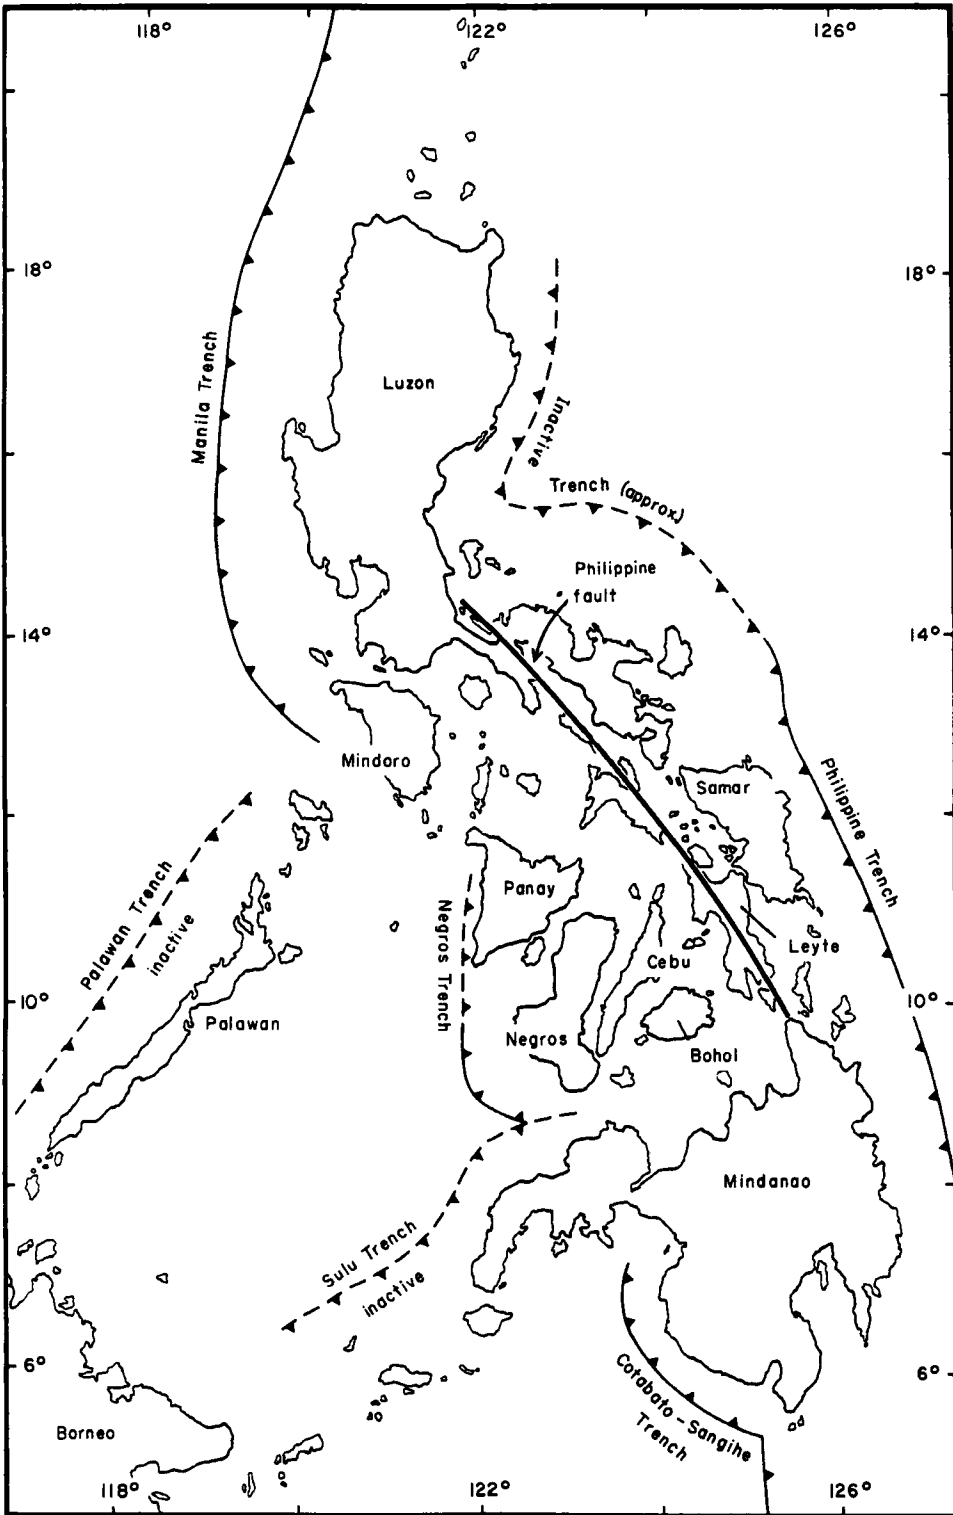 118°
122°
126°
18°
18°
Manila Trench
Luzon
Inactive
Trench (approx.)
Philippine
fault
14°
14°
Mindoro
Samar
Philippine Trench
Palawan Trench
inactive
Panay
Negros Trench
Leyte
Cebu
10°
10°
Palawan
Negros
Bohol
Mindanao
Sulu Trench
inactive
6°
6°
Cotabato-Sangihe
Trench
Borneo
118°
122°
126°